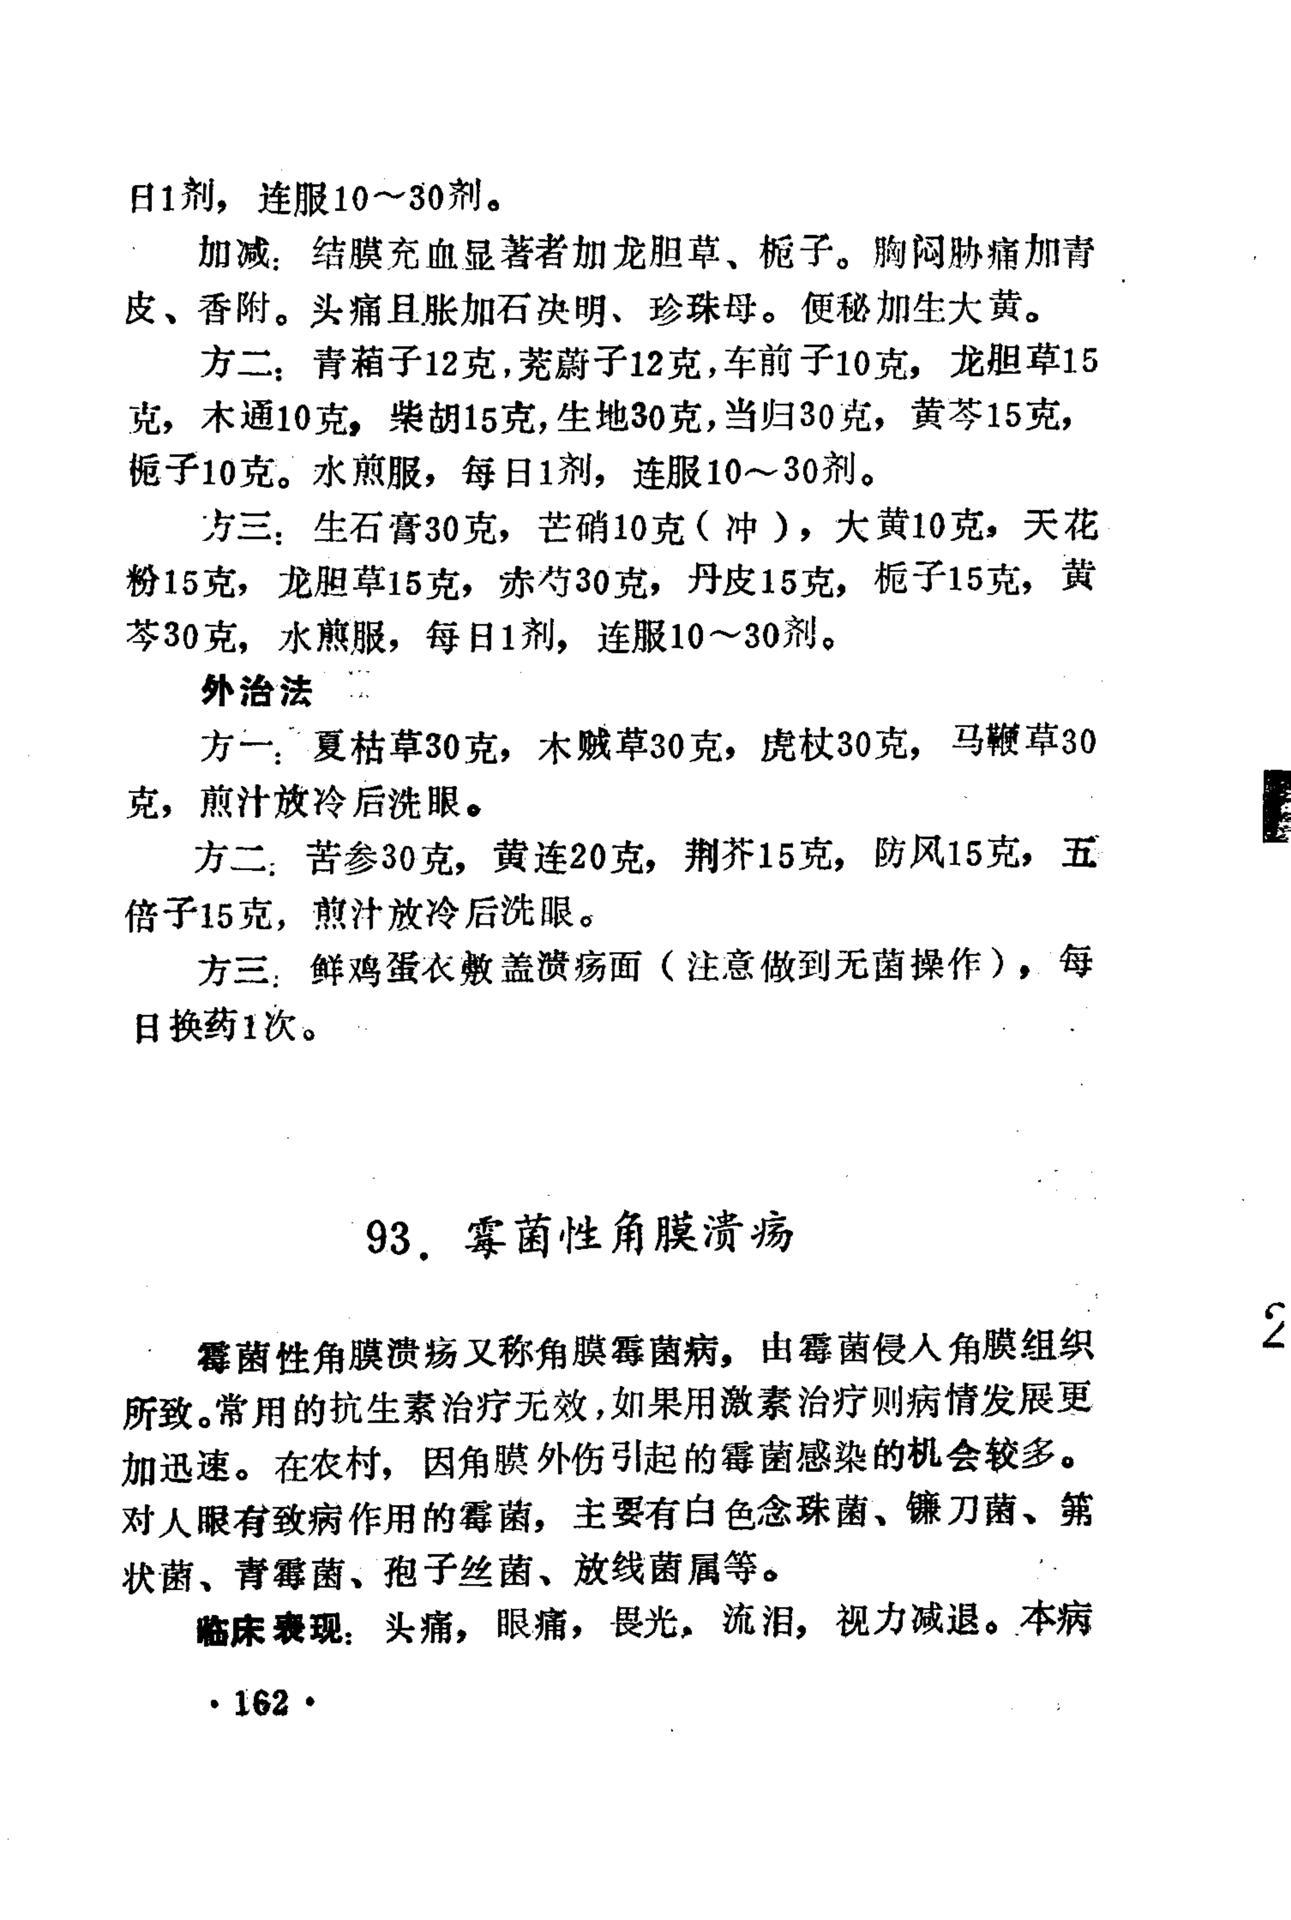 日1剂，连服10～30剂。
加减：结膜充血显著者加龙胆草、栀子。胸闷胁痛加青
皮、香附。头痛且胀加石决明、珍珠母。便秘加生大黄。
方二：青葙子12克，茺蔚子12克，车前子10克，龙胆草15
克，木通10克，柴胡15克，生地30克，当归30克，黄芩15克，
栀子10克。水煎服，每日1剂，连服10～30剂。
方三：生石膏30克，芒硝10克（冲），大黄10克，天花
粉15克，龙胆草15克，赤芍30克，丹皮15克，栀子15克，黄
芩30克，水煎服，每日1剂，连服10～30剂。
外治法
方一：夏枯草30克，木贼草30克，虎杖30克，马鞭草30
克，煎汁放冷后洗眼。
方二：苦参30克，黄连20克，荆芥15克，防风15克，五
倍子15克，煎汁放冷后洗眼。
方三：鲜鸡蛋衣敷盖溃疡面（注意做到无菌操作），每
日换药1次。
93．霉菌性角膜溃疡
霉菌性角膜溃疡又称角膜霉菌病，由霉菌侵入角膜组织
所致。常用的抗生素治疗无效，如果用激素治疗则病情发展更
加迅速。在农村，因角膜外伤引起的霉菌感染的机会较多。
对人眼有致病作用的霉菌，主要有白色念珠菌、镰刀菌、第
状菌、青霉菌、孢子丝菌、放线菌属等。
临床表现：头痛，眼痛，畏光，流泪，视力减退。本病
·162·
2